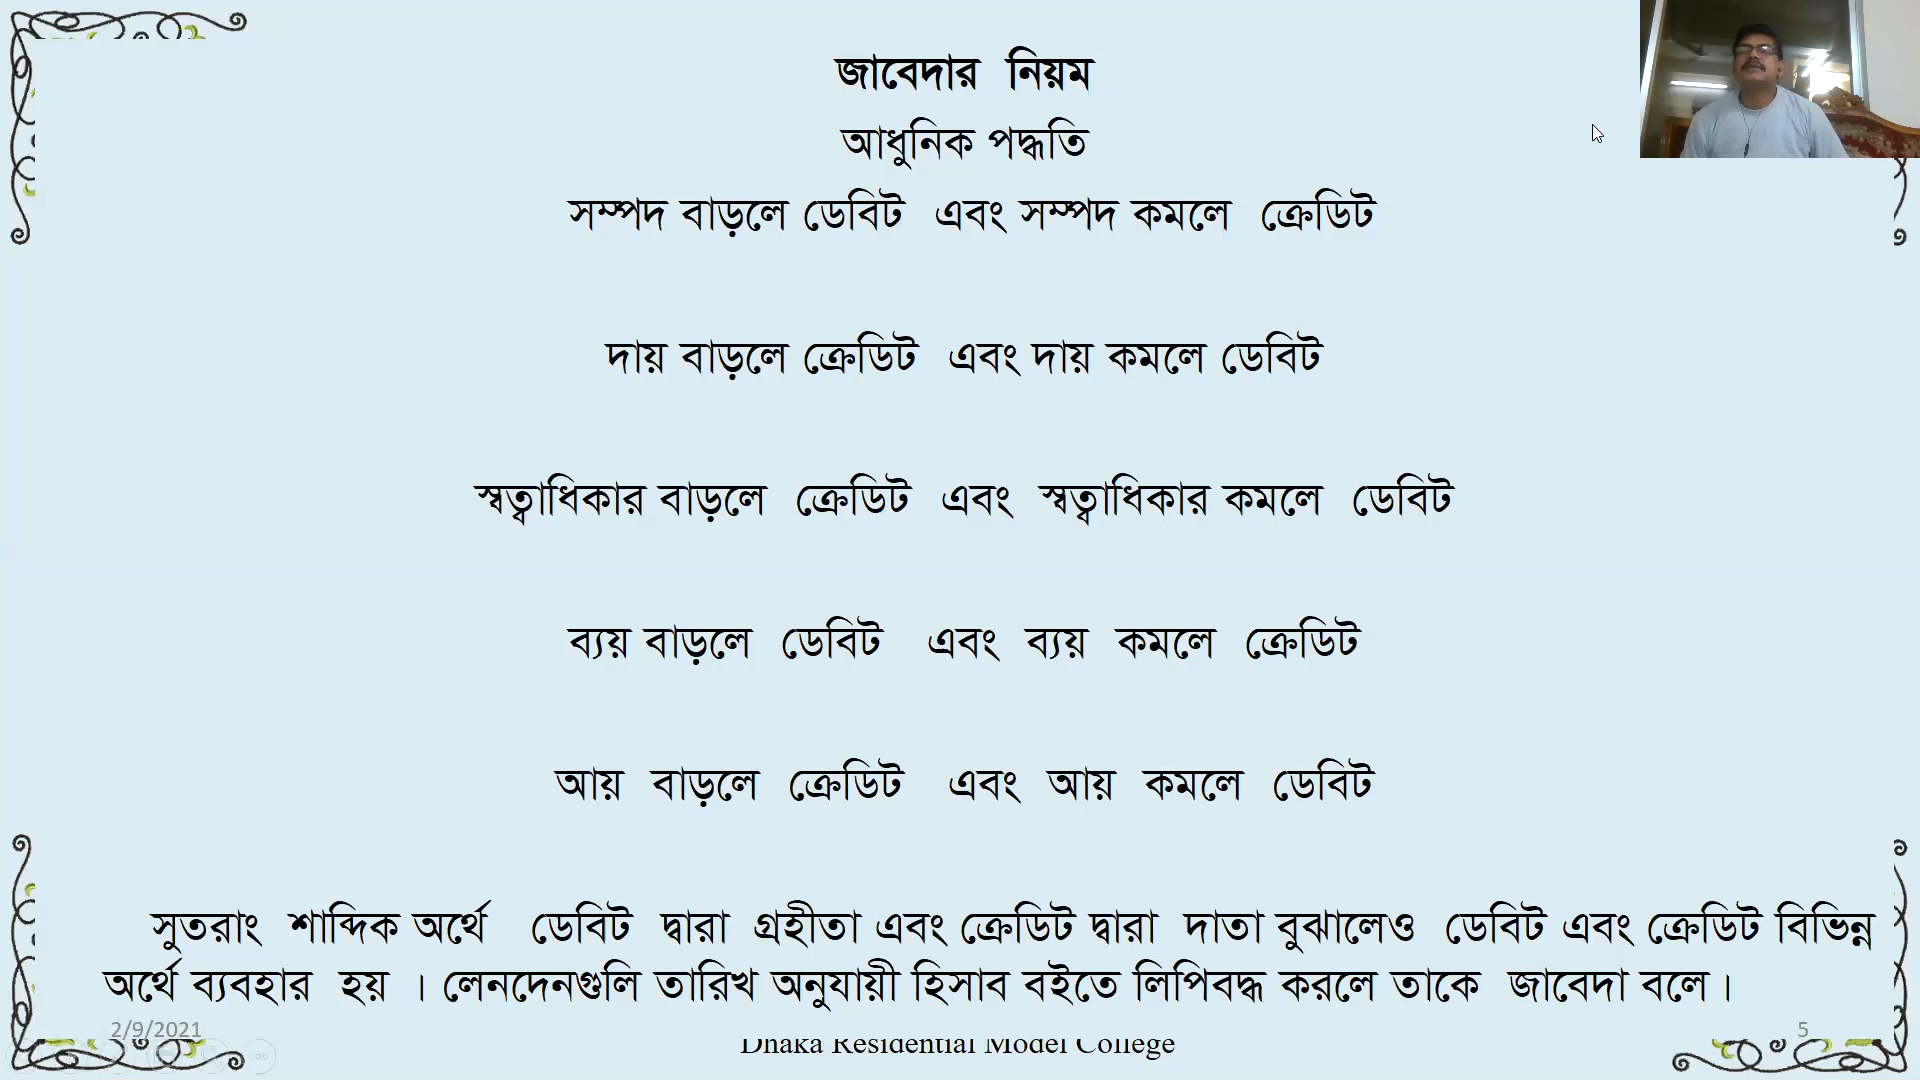 জাবেদার নিয়ম
আধুনিক পদ্ধতি
সম্পদ বাড়লে ডেবিট এবং সম্পদ কমলে ক্রেডিট
দায় বাড়লে ক্রেডিট এবং দায় কমলে ডেবিট
স্বত্বাধিকার বাড়লে ক্রেডিট এবং স্বত্বাধিকার কমলে ডেবিট
ব্যয় বাড়লে ডেবিট এবং ব্যয় কমলে ক্রেডিট
আয় বাড়লে ক্রেডিট এবং আয় কমলে ডেবিট
সুতরাং শাব্দিক অর্থে ডেবিট দ্বারা গ্রহীতা এবং ক্রেডিট দ্বারা দাতা বুঝালেও ডেবিট এবং ক্রেডিট বিভিন্ন
অর্থে ব্যবহার হয় । লেনদেনগুলি তারিখ অনুযায়ী হিসাব বইতে লিপিবদ্ধ করলে তাকে জাবেদা বলে।
2/9/2021
5
Dhaka Residential Model College